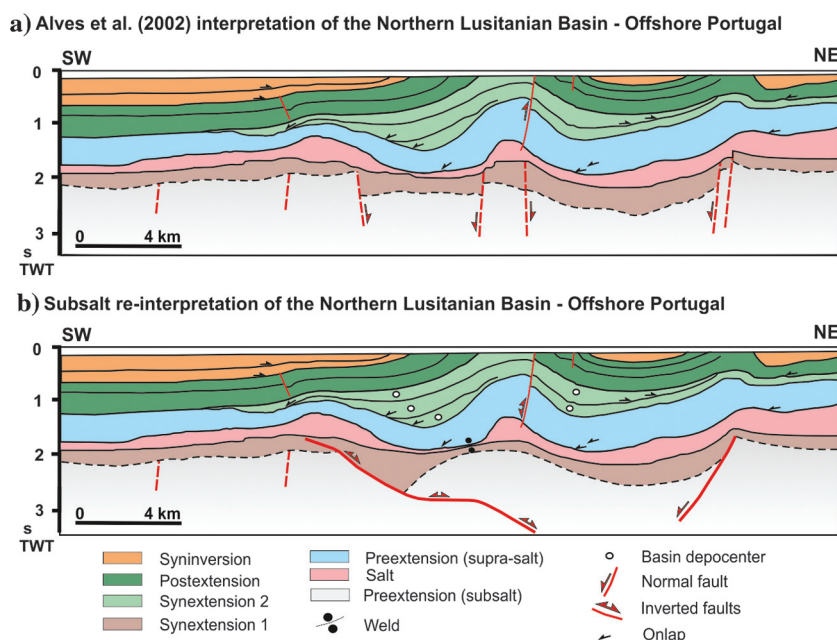 a) Alves et al. (2002) interpretation of the Northern Lusitanian Basin - Offshore Portugal
SW NE
0
1
2
3
s
TWT
0 4 km
b) Subsalt re-interpretation of the Northern Lusitanian Basin - Offshore Portugal
SW NE
0
1
2
3
s
TWT
0 4 km
Syninversion
Postextension
Synextension 2
Synextension 1
Preextension (supra-salt)
Salt
Preextension (subsalt)
Weld
Basin depocenter
Normal fault
Inverted faults
Onlap